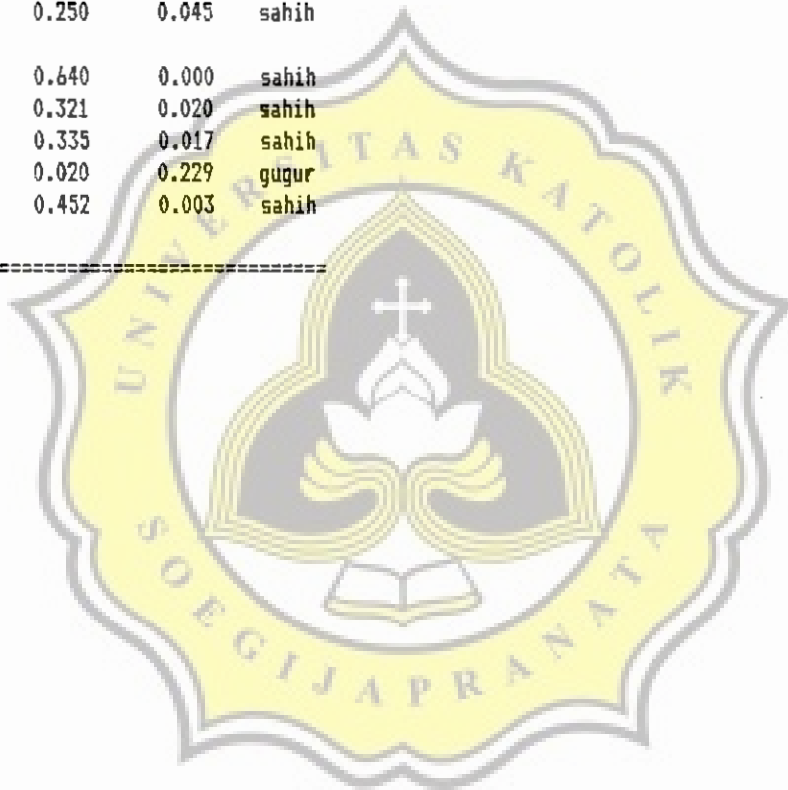 0.250 0.045 sahih
0.640 0.000 sahih
0.321 0.020 sahih
0.335 0.017 sahih
0.020 0.229 gugur
0.452 0.003 sahih
UNIVERSITAS KATOLIK
SOEGIJAPRANATA